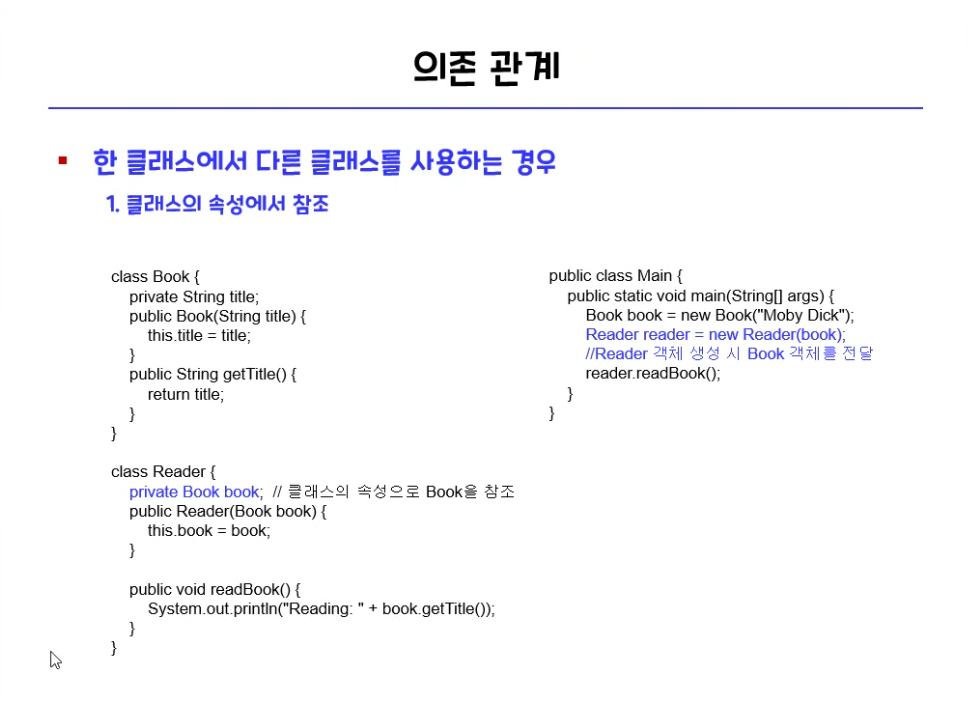 의존 관계
한 클래스에서 다른 클래스를 사용하는 경우
1. 클래스의 속성에서 참조
class Book {
private String title;
public Book(String title) {
this.title = title;
}
public String getTitle() {
return title;
}
}
class Reader {
private Book book; // 클래스의 속성으로 Book을 참조
public Reader(Book book) {
this.book = book;
}
public void readBook() {
System.out.println("Reading: " + book.getTitle());
}
}
public class Main {
public static void main(String[] args) {
Book book = new Book("Moby Dick");
Reader reader = new Reader(book);
//Reader 객체 생성 시 Book 객체를 전달
reader.readBook();
}
}